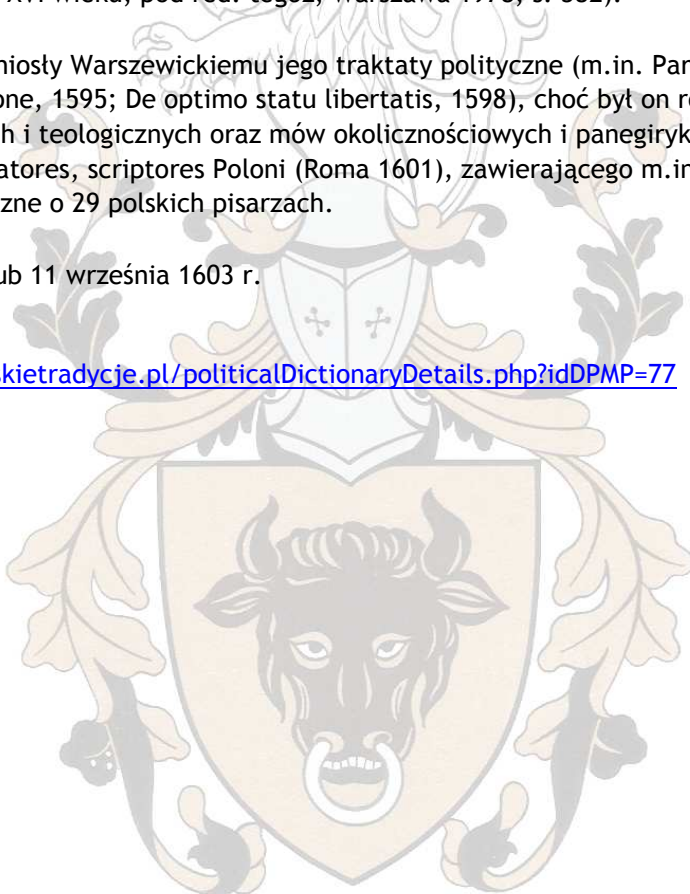 XVI wieku, pod red. tegoż, Warszawa 1978, s. 382).
niosły Warszewickiemu jego traktaty polityczne (m.in. Par
one, 1595; De optimo statu libertatis, 1598), choć był on re
h i teologicznych oraz mów okolicznościowych i panegiryk
atores, scriptores Poloni (Roma 1601), zawierającego m.in
zne o 29 polskich pisarzach.
ub 11 września 1603 r.
skietradycje.pl/politicalDictionaryDetails.php?idDPMP=77